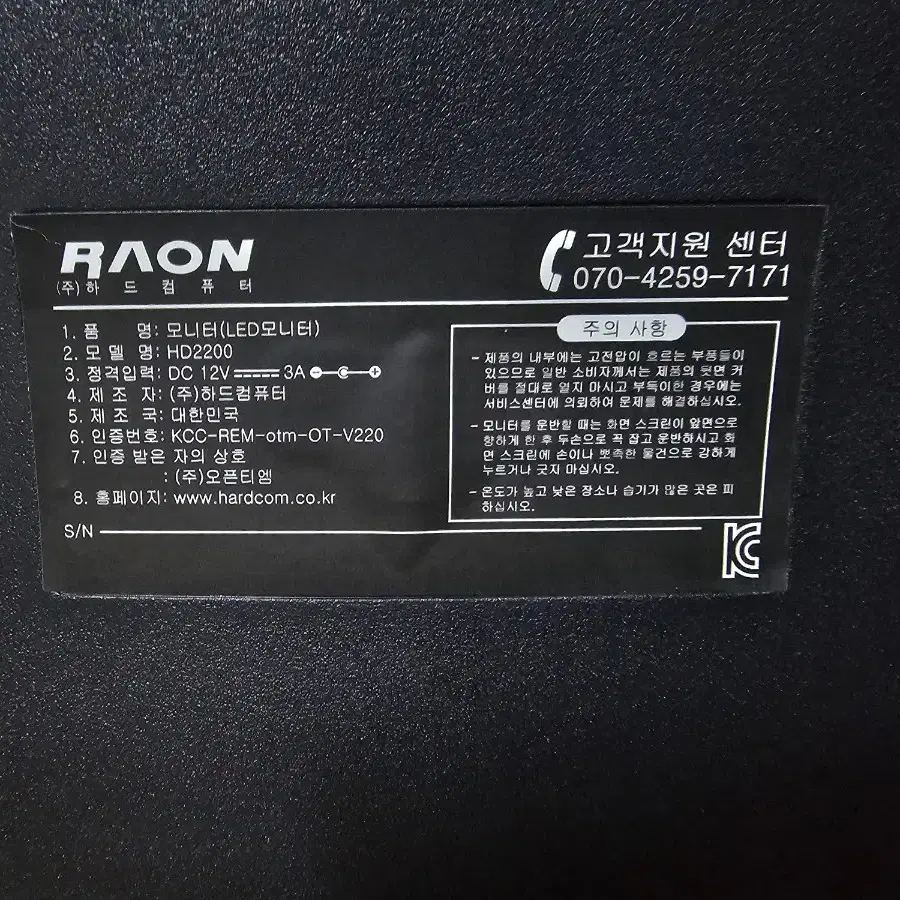 RAON
(주)하 드 컴 퓨 터
고객지원 센터
070-4259-7171
1. 품 명: 모니터(LED모니터)
2. 모 델 명: HD2200
3. 정격입력: DC 12V 3A
4. 제 조 자: (주)하드컴퓨터
5. 제 조 국: 대한민국
6. 인증번호: KCC-REM-otm-OT-V220
7. 인증 받은 자의 상호
: (주)오픈티엠
8. 홈페이지: www.hardcom.co.kr
S/N
주의 사항
- 제품의 내부에는 고전압이 흐르는 부품들이
있으므로 일반 소비자께서는 제품의 뒷면 커
버를 절대로 열지 마시고 부득이한 경우에는
서비스센터에 의뢰하여 문제를 해결하십시오.
- 모니터를 운반할 때는 화면 스크린이 앞면으로
향하게 한 후 두손으로 꼭 잡고 운반하시고 화
면 스크린에 손이나 뾰족한 물건으로 강하게
누르거나 긋지 마십시오.
- 온도가 높고 낮은 장소나 습기가 많은 곳은 피
하십시오.
KC